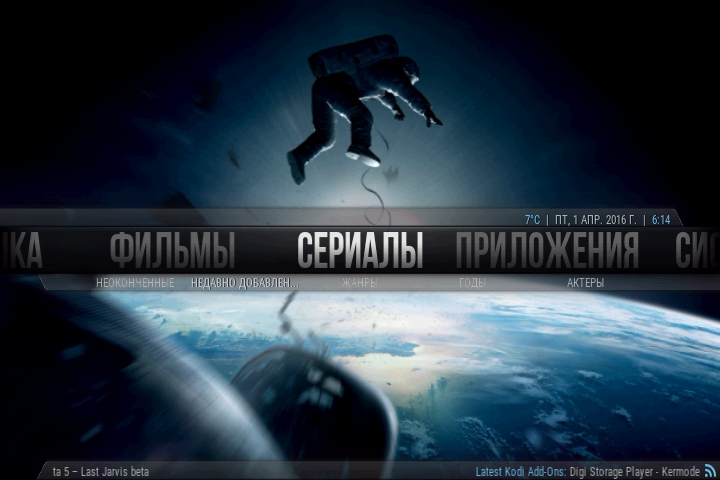 7°C | ПТ, 1 АПР. 2016 Г. | 6:14
ФИЛЬМЫ СЕРИАЛЫ ПРИЛОЖЕНИЯ
НЕОКОНЧЕННЫЕ НЕДАВНО ДОБАВЛЕН... ЖАНРЫ ГОДЫ АКТЕРЫ
ta 5 – Last Jarvis beta Latest Kodi Add-Ons: Digi Storage Player - Kermode